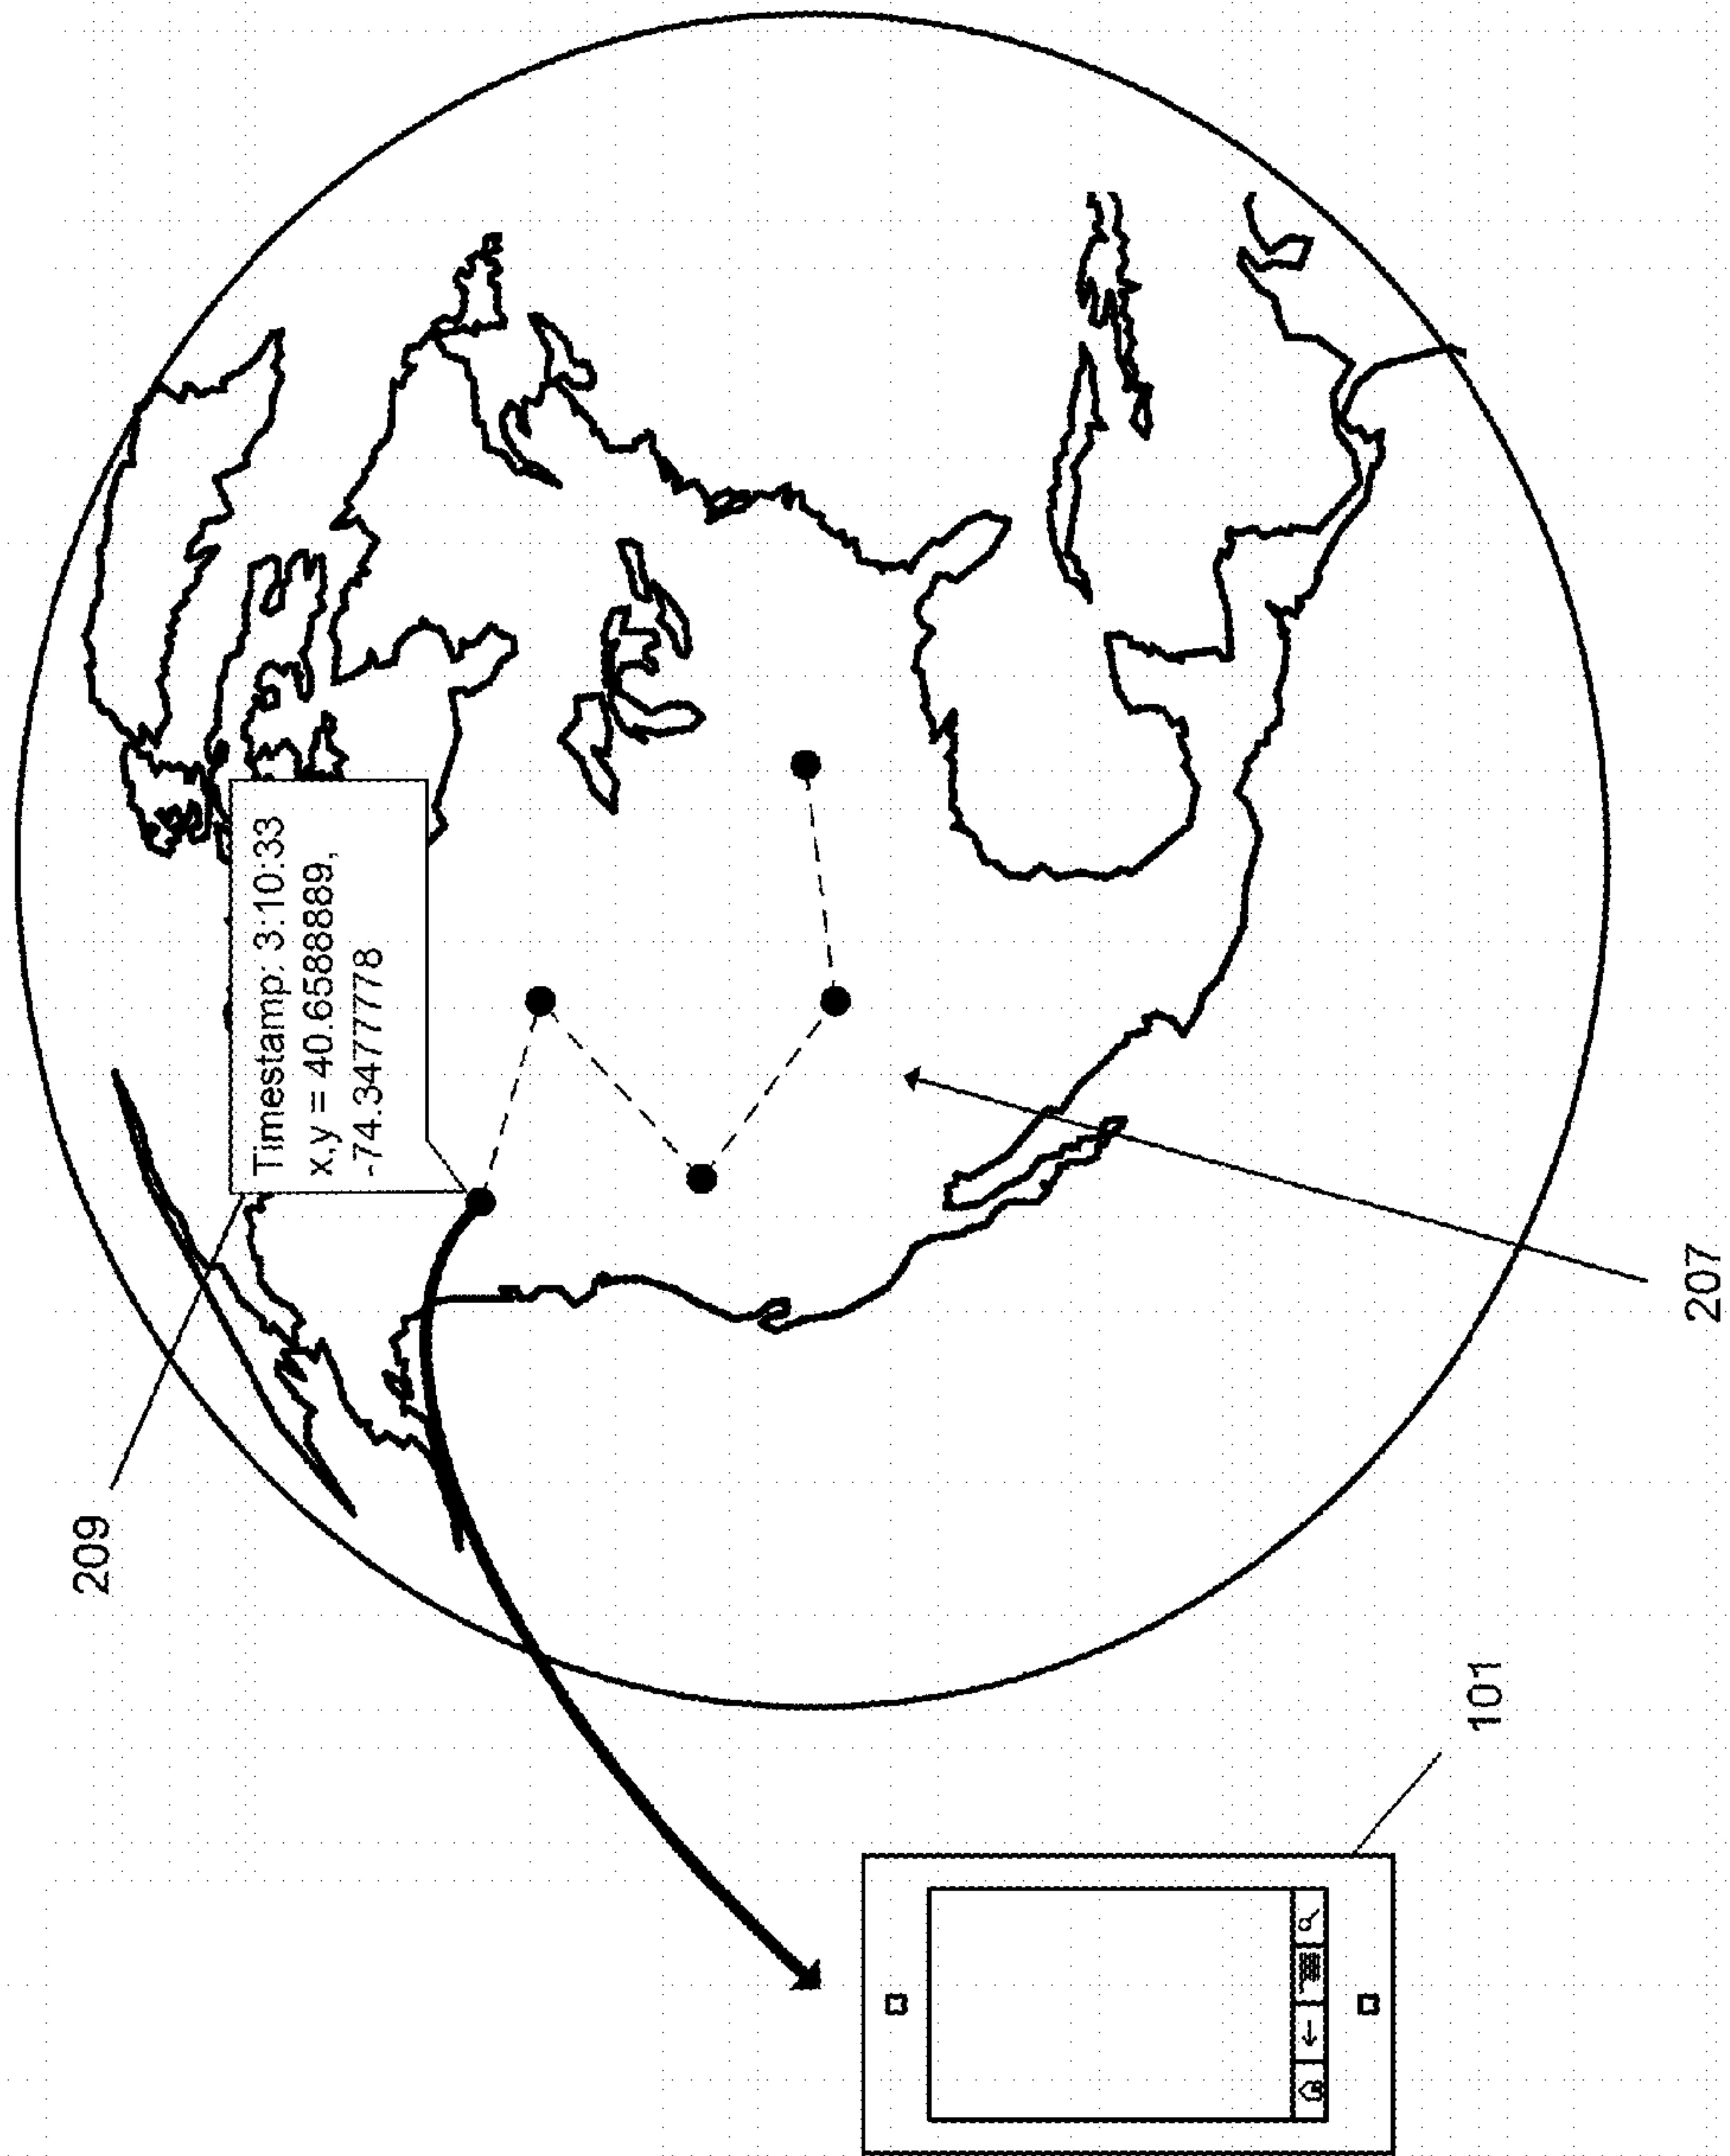 209
Timestamp: 3:10:33
x,y = 40.6588889,
-74.3477778
101
207